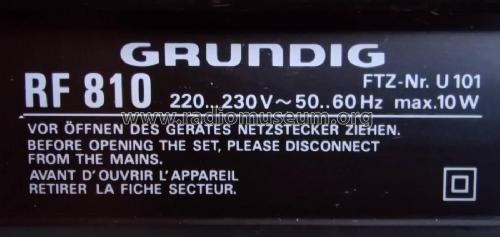 GRUNDIG
RF 810
FTZ-Nr. U 101
220...230 V~50..60 Hz max.10 W
www.radiomuseum.org
VOR ÖFFNEN DES GERÄTES NETZSTECKER ZIEHEN.
BEFORE OPENING THE SET, PLEASE DISCONNECT
FROM THE MAINS.
AVANT D'OUVRIR L'APPAREIL
RETIRER LA FICHE SECTEUR.